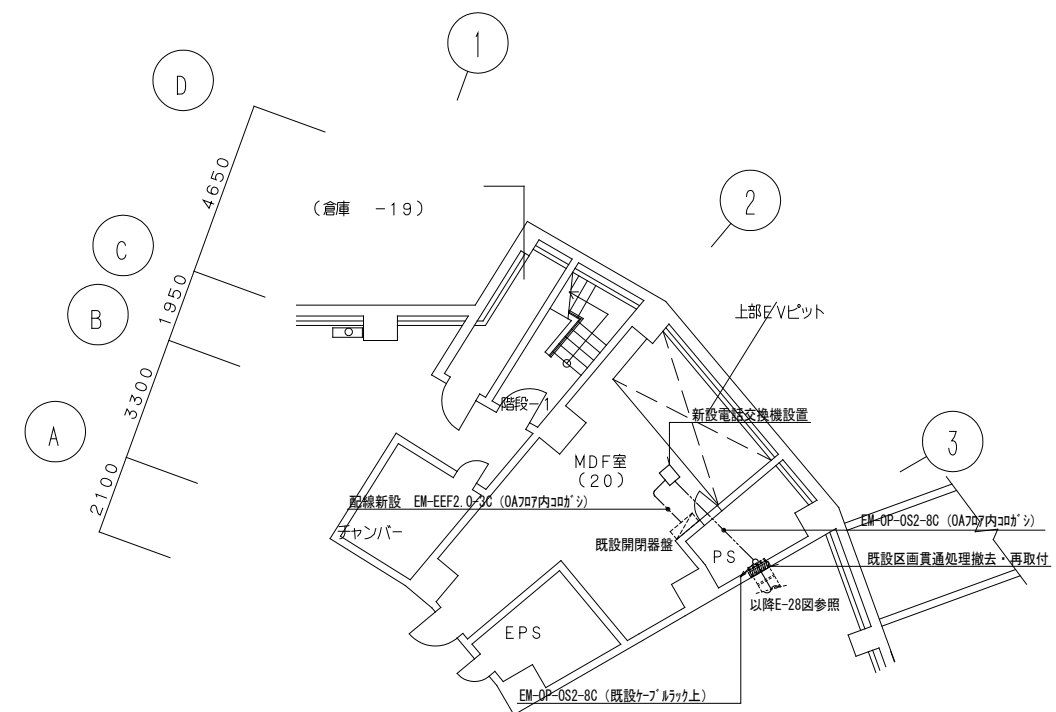 1
D
4650
(倉庫 -19)
2
C
1950
B
上部EVピット
3300
階段-1
新設電話交換機設置
A
3
MDF室
(20)
2100
配線新設 EM-EEF2.0-3C (OAフロア内コロガシ)
EM-OP-OS2-8C (OAフロア内コロガシ)
チャンバー
既設開閉器盤
PS
既設区画貫通処理撤去・再取付
以降E-28図参照
EPS
EM-OP-OS2-8C (既設ケーブルラック上)